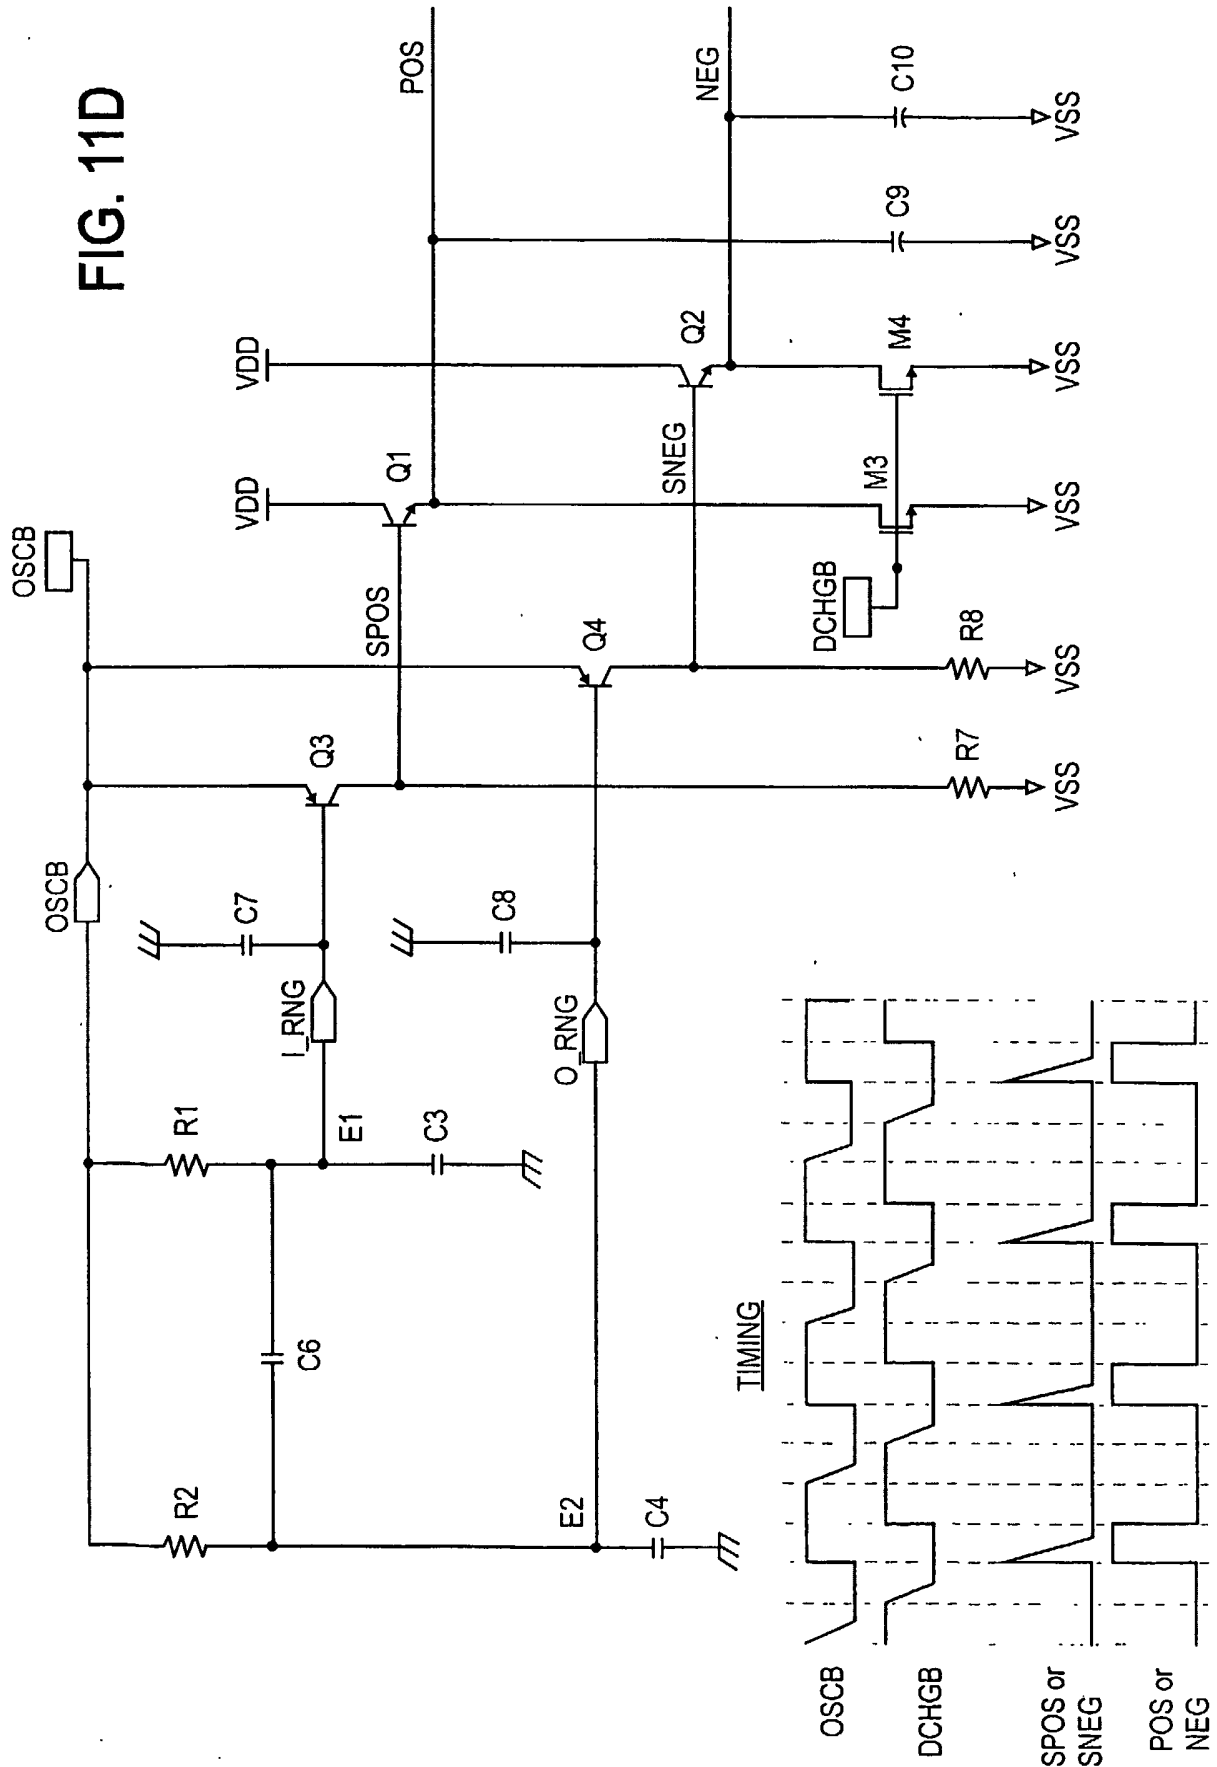 FIG. 11D
OSCB
OSCB
VDD
VDD
POS
NEG
R2
R1
I_RNG
C7
Q3
SPOS
Q1
C6
E1
C3
C8
Q4
SNEG
Q2
O_RNG
E2
C4
DCHGB
M3
M4
C9
C10
R7
R8
VSS
VSS
VSS
VSS
VSS
VSS
TIMING
OSCB
DCHGB
SPOS or
SNEG
POS or
NEG